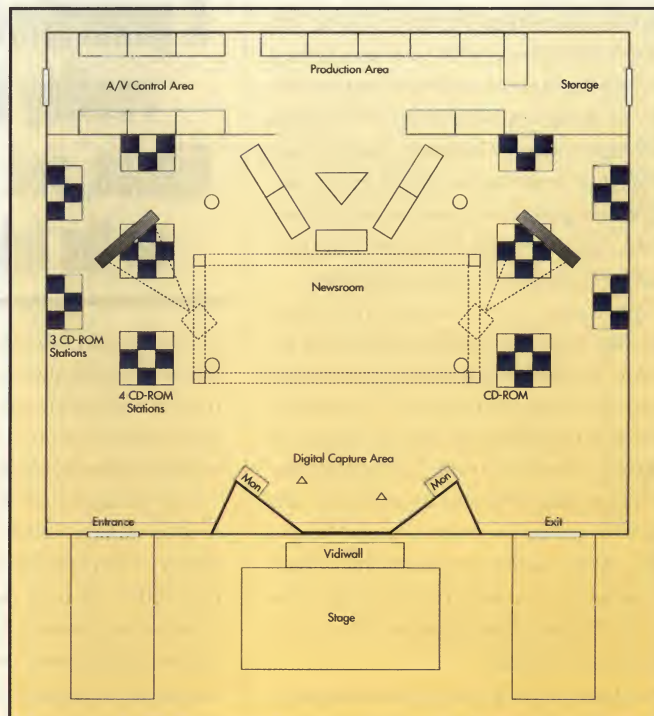 A/V Control Area
Production Area
Storage
Newsroom
3 CD-ROM
Stations
4 CD-ROM
Stations
CD-ROM
Digital Capture Area
Mon
Mon
Entrance
Exit
Vidiwall
Stage